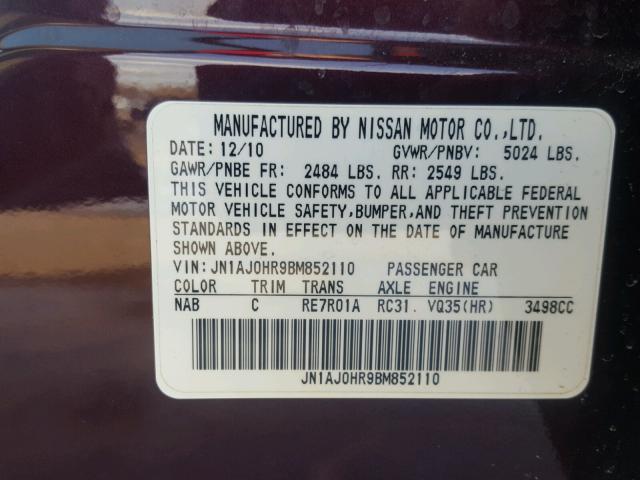 MANUFACTURED BY NISSAN MOTOR CO.,LTD.
DATE: 12/10 GVWR/PNBV: 5024 LBS.
GAWR/PNBE FR: 2484 LBS. RR: 2549 LBS.
THIS VEHICLE CONFORMS TO ALL APPLICABLE FEDERAL
MOTOR VEHICLE SAFETY,BUMPER,AND THEFT PREVENTION
STANDARDS IN EFFECT ON THE DATE OF MANUFACTURE
SHOWN ABOVE.
VIN: JN1AJ0HR9BM852110 PASSENGER CAR
COLOR TRIM TRANS AXLE ENGINE
NAB C RE7R01A RC31. VQ35(HR) 3498CC
JN1AJ0HR9BM852110